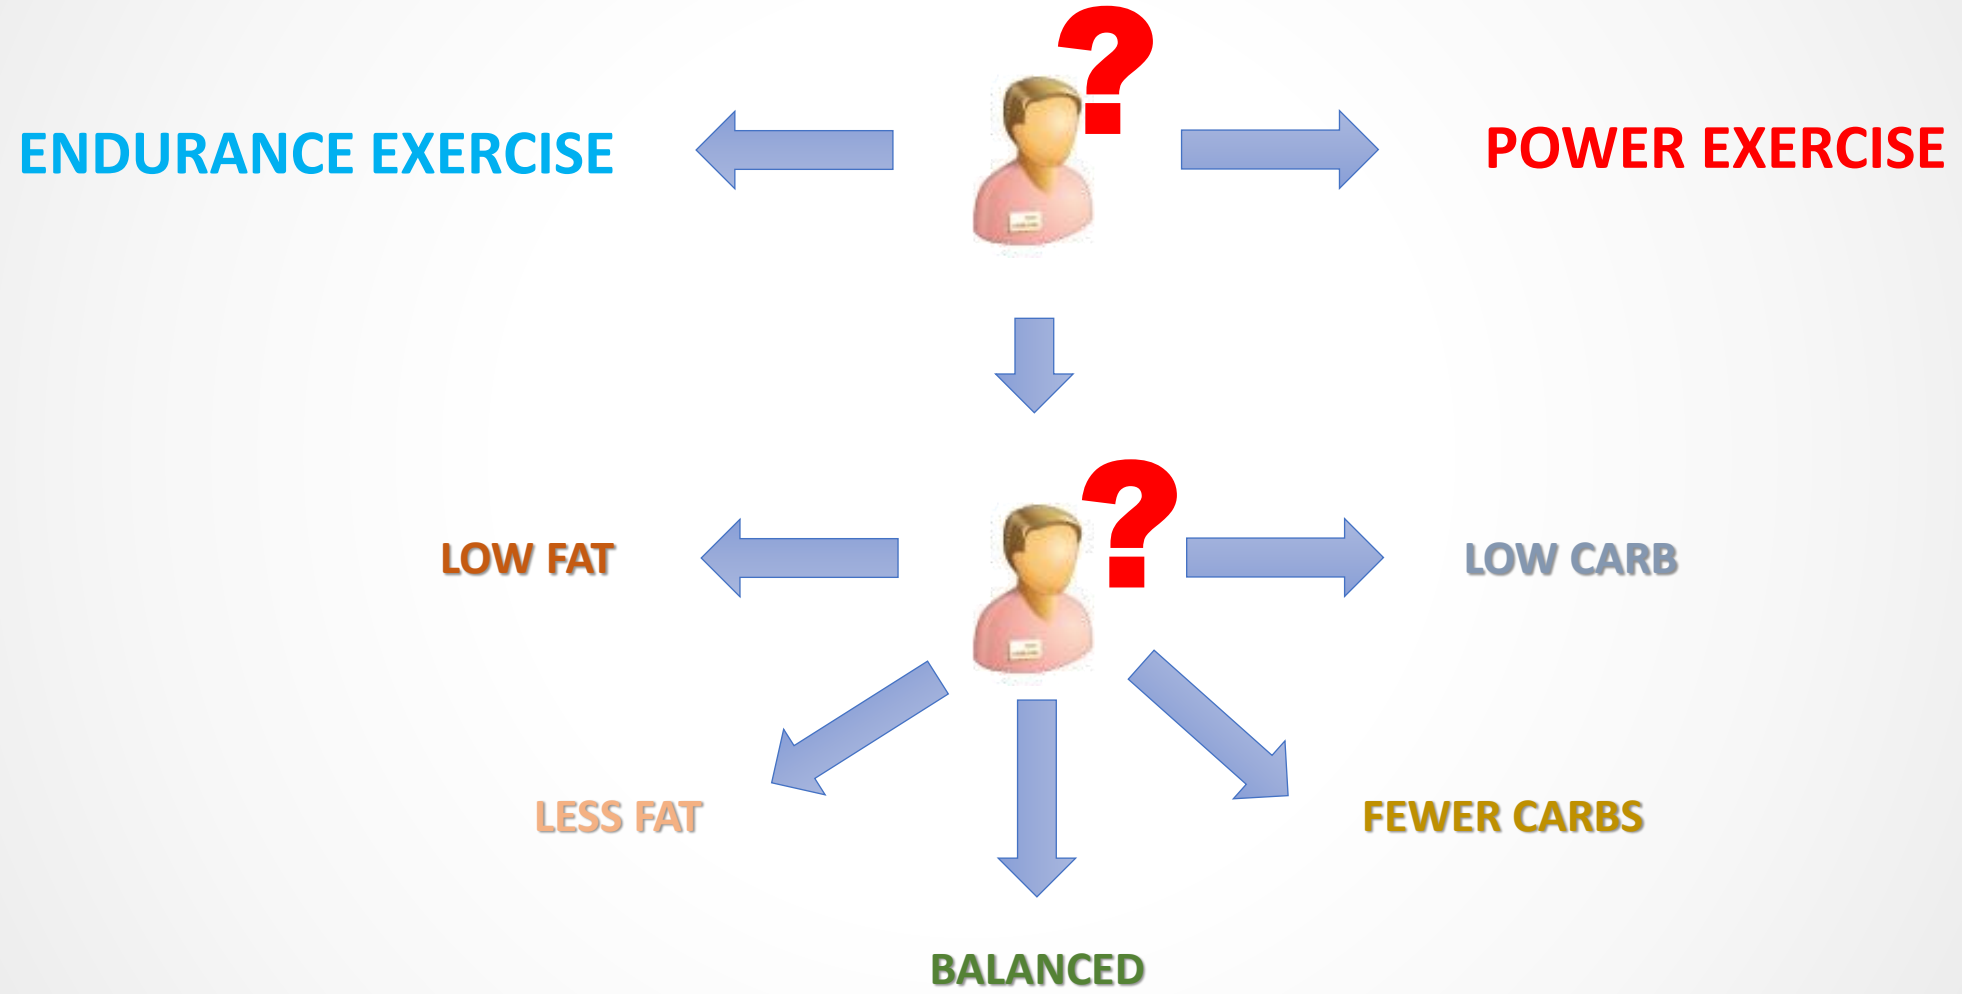 ?
ENDURANCE EXERCISE
POWER EXERCISE
?
LOW FAT
LOW CARB
LESS FAT
FEWER CARBS
BALANCED